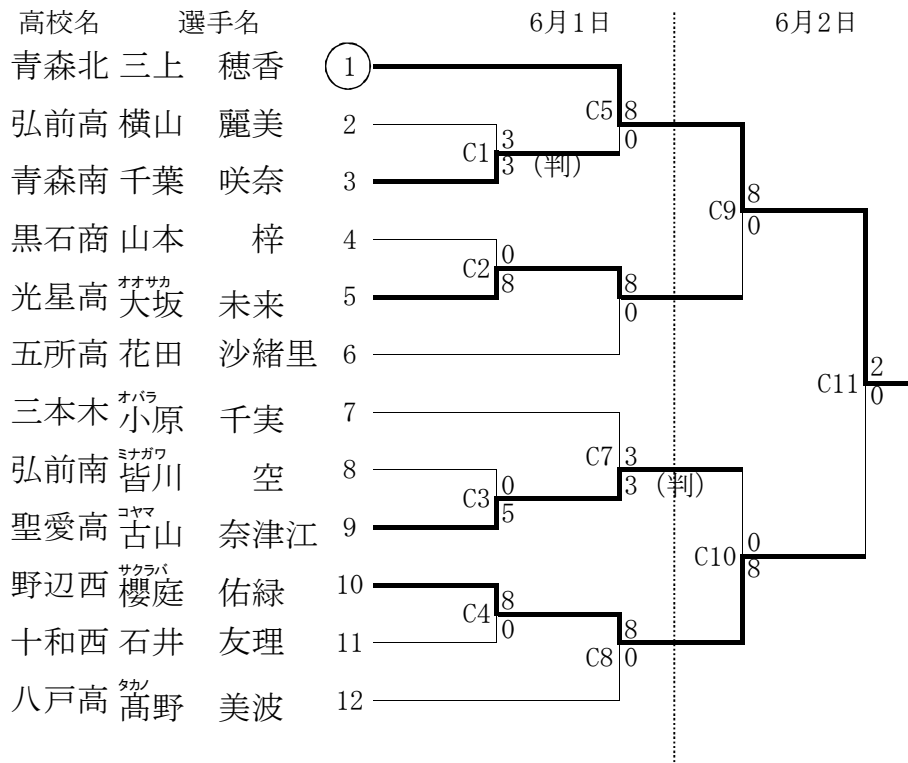 高校名 選手名 6月1日 6月2日
青森北 三上 穂香 1
C5 8
0
弘前高 横山 麗美 2
C1 3
3 (判)
青森南 千葉 咲奈 3
C9 8
0
黒石商 山本 梓 4
C2 0
8
オオサカ
光星高 大坂 未来 5
8
0
五所高 花田 沙緒里 6
C11 2
0
オバラ
三本木 小原 千実 7
C7 3
3 (判)
ミナガワ
弘前南 皆川 空 8
C3 0
5
コヤマ
聖愛高 古山 奈津江 9
C10 0
8
サクラバ
野辺西 櫻庭 佑緑 10
C4 8
0
十和西 石井 友理 11
C8 8
0
タカノ
八戸高 髙野 美波 12